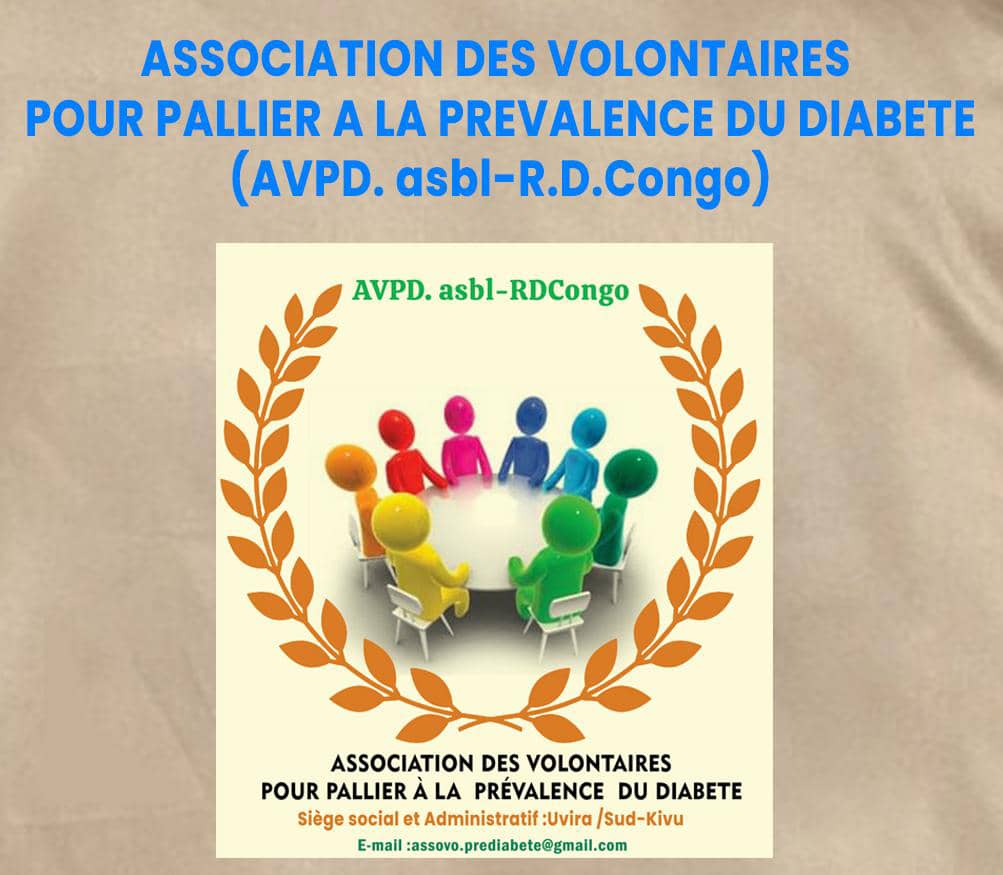 ASSOCIATION DES VOLONTAIRES
POUR PALLIER A LA PREVALENCE DU DIABETE
(AVPD. asbl-R.D.Congo)
AVPD. asbl-RDCongo
ASSOCIATION DES VOLONTAIRES
POUR PALLIER À LA PRÉVALENCE DU DIABETE
Siège social et Administratif :Uvira /Sud-Kivu
E-mail :assovo.prediabete@gmail.com